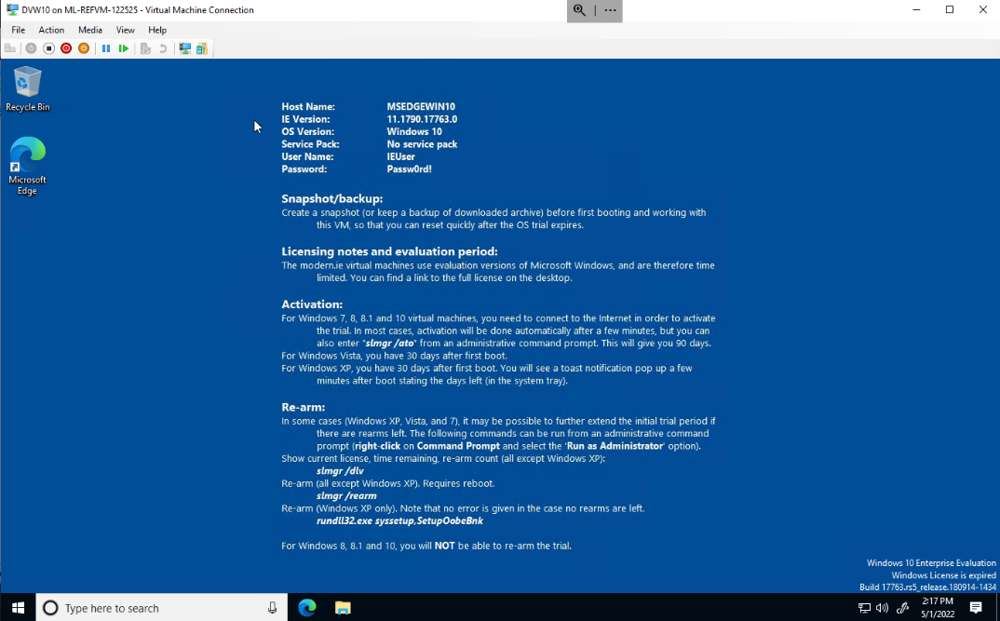 DVW10 on ML-REFVM-122525 - Virtual Machine Connection
File Action Media View Help
Recycle Bin
Microsoft
Edge
Host Name: MSEDGEWIN10
IE Version: 11.1790.17763.0
OS Version: Windows 10
Service Pack: No service pack
User Name: IEUser
Password: Passw0rd!
Snapshot/backup:
Create a snapshot (or keep a backup of downloaded archive) before first booting and working with
this VM, so that you can reset quickly after the OS trial expires.
Licensing notes and evaluation period:
The modern.ie virtual machines use evaluation versions of Microsoft Windows, and are therefore time
limited. You can find a link to the full license on the desktop.
Activation:
For Windows 7, 8, 8.1 and 10 virtual machines, you need to connect to the Internet in order to activate
the trial. In most cases, activation will be done automatically after a few minutes, but you can
also enter "slmgr /ato" from an administrative command prompt. This will give you 90 days.
For Windows Vista, you have 30 days after first boot.
For Windows XP, you have 30 days after first boot. You will see a toast notification pop up a few
minutes after boot stating the days left (in the system tray).
Re-arm:
In some cases (Windows XP, Vista, and 7), it may be possible to further extend the initial trial period if
there are rearms left. The following commands can be run from an administrative command
prompt (right-click on Command Prompt and select the 'Run as Administrator' option).
Show current license, time remaining, re-arm count (all except Windows XP):
slmgr /dlv
Re-arm (all except Windows XP). Requires reboot.
slmgr /rearm
Re-arm (Windows XP only). Note that no error is given in the case no rearms are left.
rundll32.exe syssetup,SetupOobeBnk
For Windows 8, 8.1 and 10, you will NOT be able to re-arm the trial.
Windows 10 Enterprise Evaluation
Windows License is expired
Build 17763.rs5_release.180914-1434
Type here to search
2:17 PM
5/1/2022